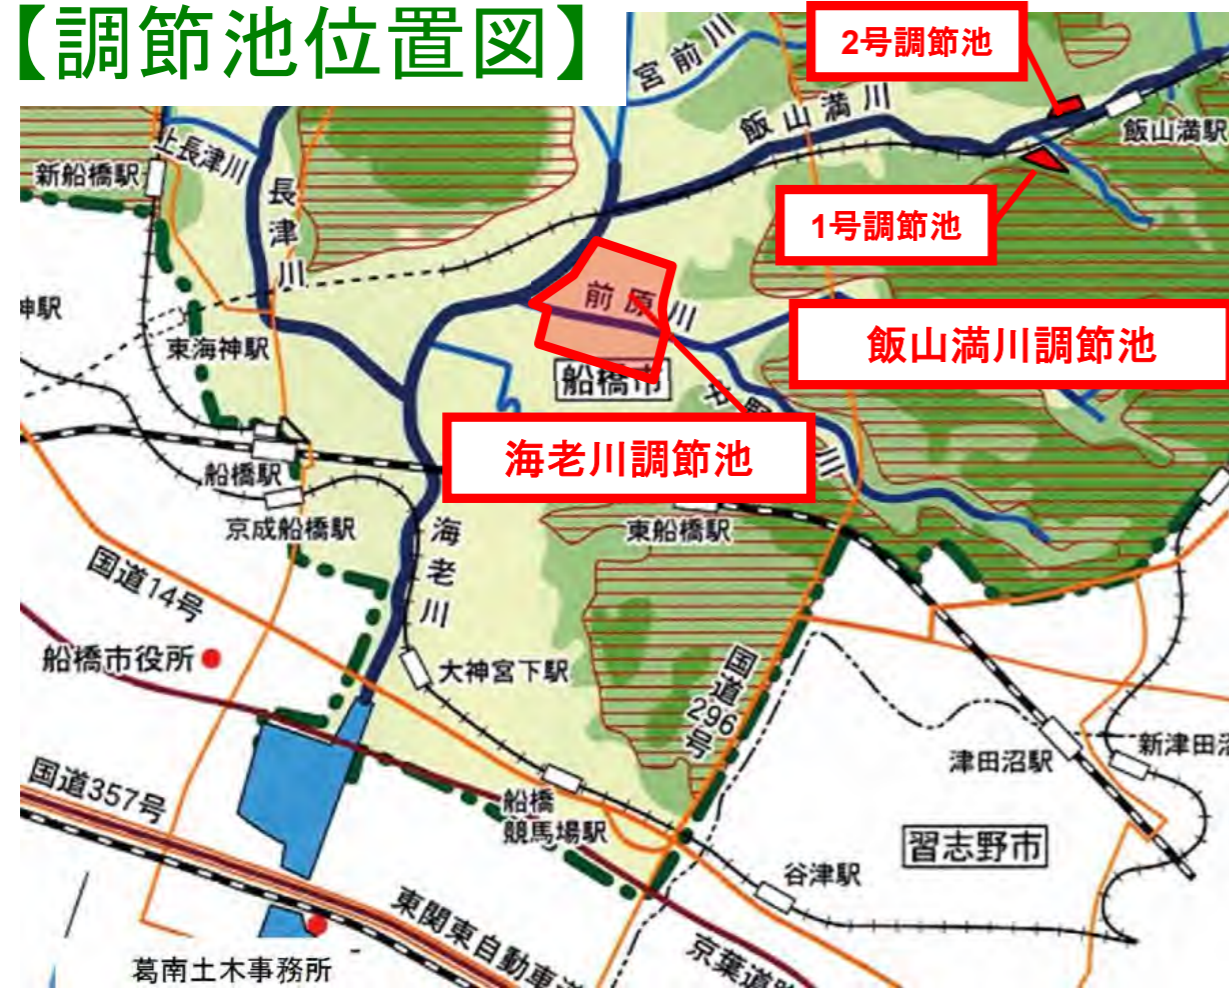 【調節池位置図】
宮前川
2号調節池
飯山満川
飯山満駅
上長津川
新船橋駅
長津川
1号調節池
前原川
飯山満川調節池
東海神駅
船橋市
海老川調節池
船橋駅
京成船橋駅
海老川
東船橋駅
国道14号
船橋市役所
大神宮下駅
国道296号
津田沼駅
新津田沼
国道357号
船橋
競馬場駅
習志野市
谷津駅
東関東自動車道
京葉道路
葛南土木事務所